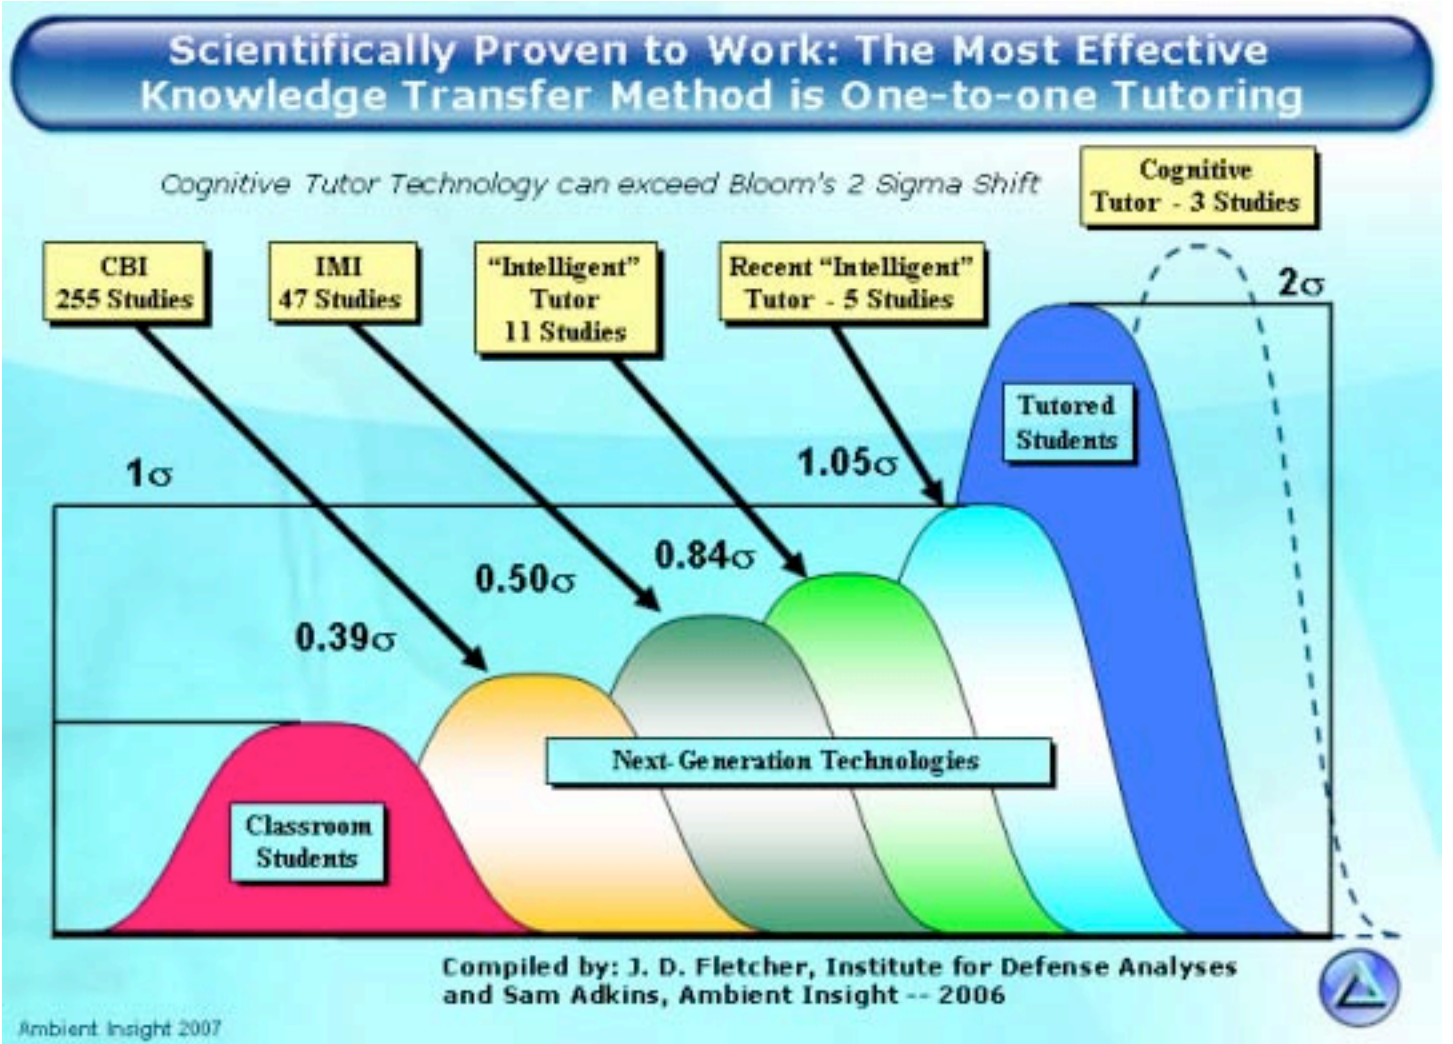 Scientifically Proven to Work: The Most Effective
Knowledge Transfer Method is One-to-one Tutoring
Cognitive Tutor Technology can exceed Bloom's 2 Sigma Shift
Cognitive
Tutor - 3 Studies
CBI
255 Studies
IMI
47 Studies
“Intelligent”
Tutor
11 Studies
Recent “Intelligent”
Tutor - 5 Studies
2σ
Tutored
Students
1σ
1.05σ
0.84σ
0.50σ
0.39σ
Next-Generation Technologies
Classroom
Students
Compiled by: J. D. Fletcher, Institute for Defense Analyses
and Sam Adkins, Ambient Insight -- 2006
Ambient Insight 2007